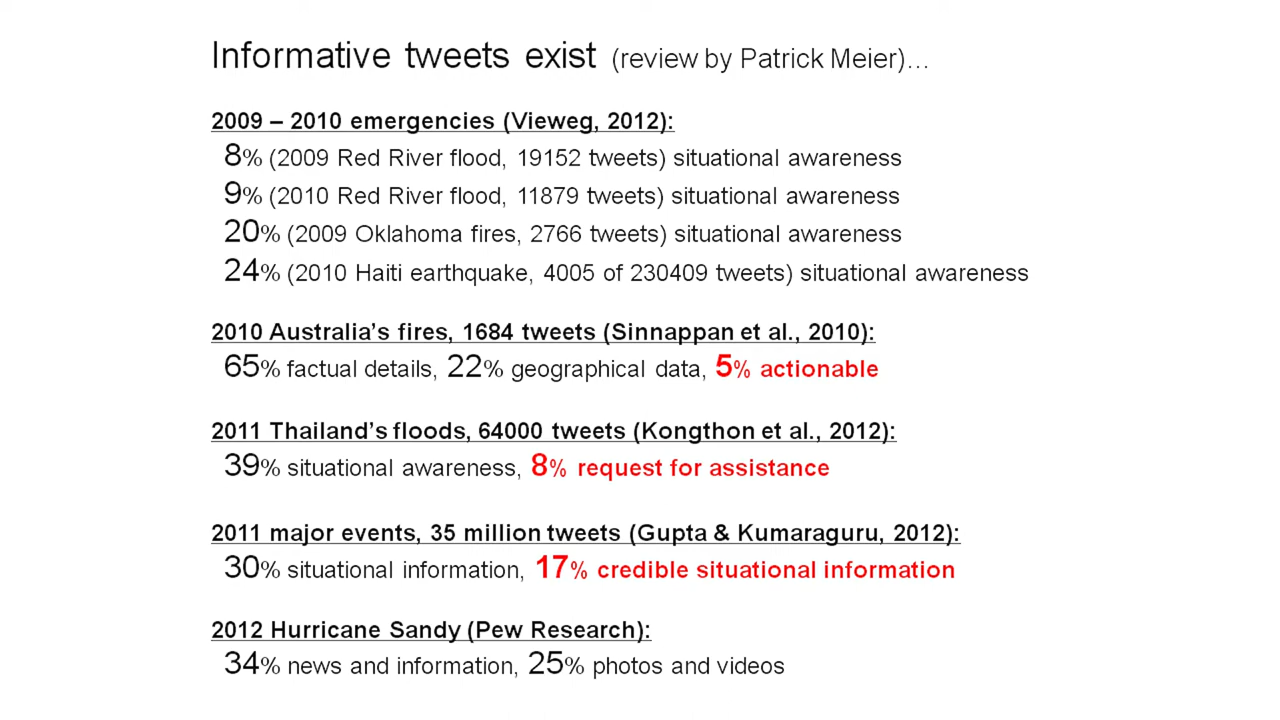 Informative tweets exist (review by Patrick Meier)...
2009 – 2010 emergencies (Vieweg, 2012):
8% (2009 Red River flood, 19152 tweets) situational awareness
9% (2010 Red River flood, 11879 tweets) situational awareness
20% (2009 Oklahoma fires, 2766 tweets) situational awareness
24% (2010 Haiti earthquake, 4005 of 230409 tweets) situational awareness
2010 Australia's fires, 1684 tweets (Sinnappan et al., 2010):
65% factual details, 22% geographical data, 5% actionable
2011 Thailand's floods, 64000 tweets (Kongthon et al., 2012):
39% situational awareness, 8% request for assistance
2011 major events, 35 million tweets (Gupta & Kumaraguru, 2012):
30% situational information, 17% credible situational information
2012 Hurricane Sandy (Pew Research):
34% news and information, 25% photos and videos